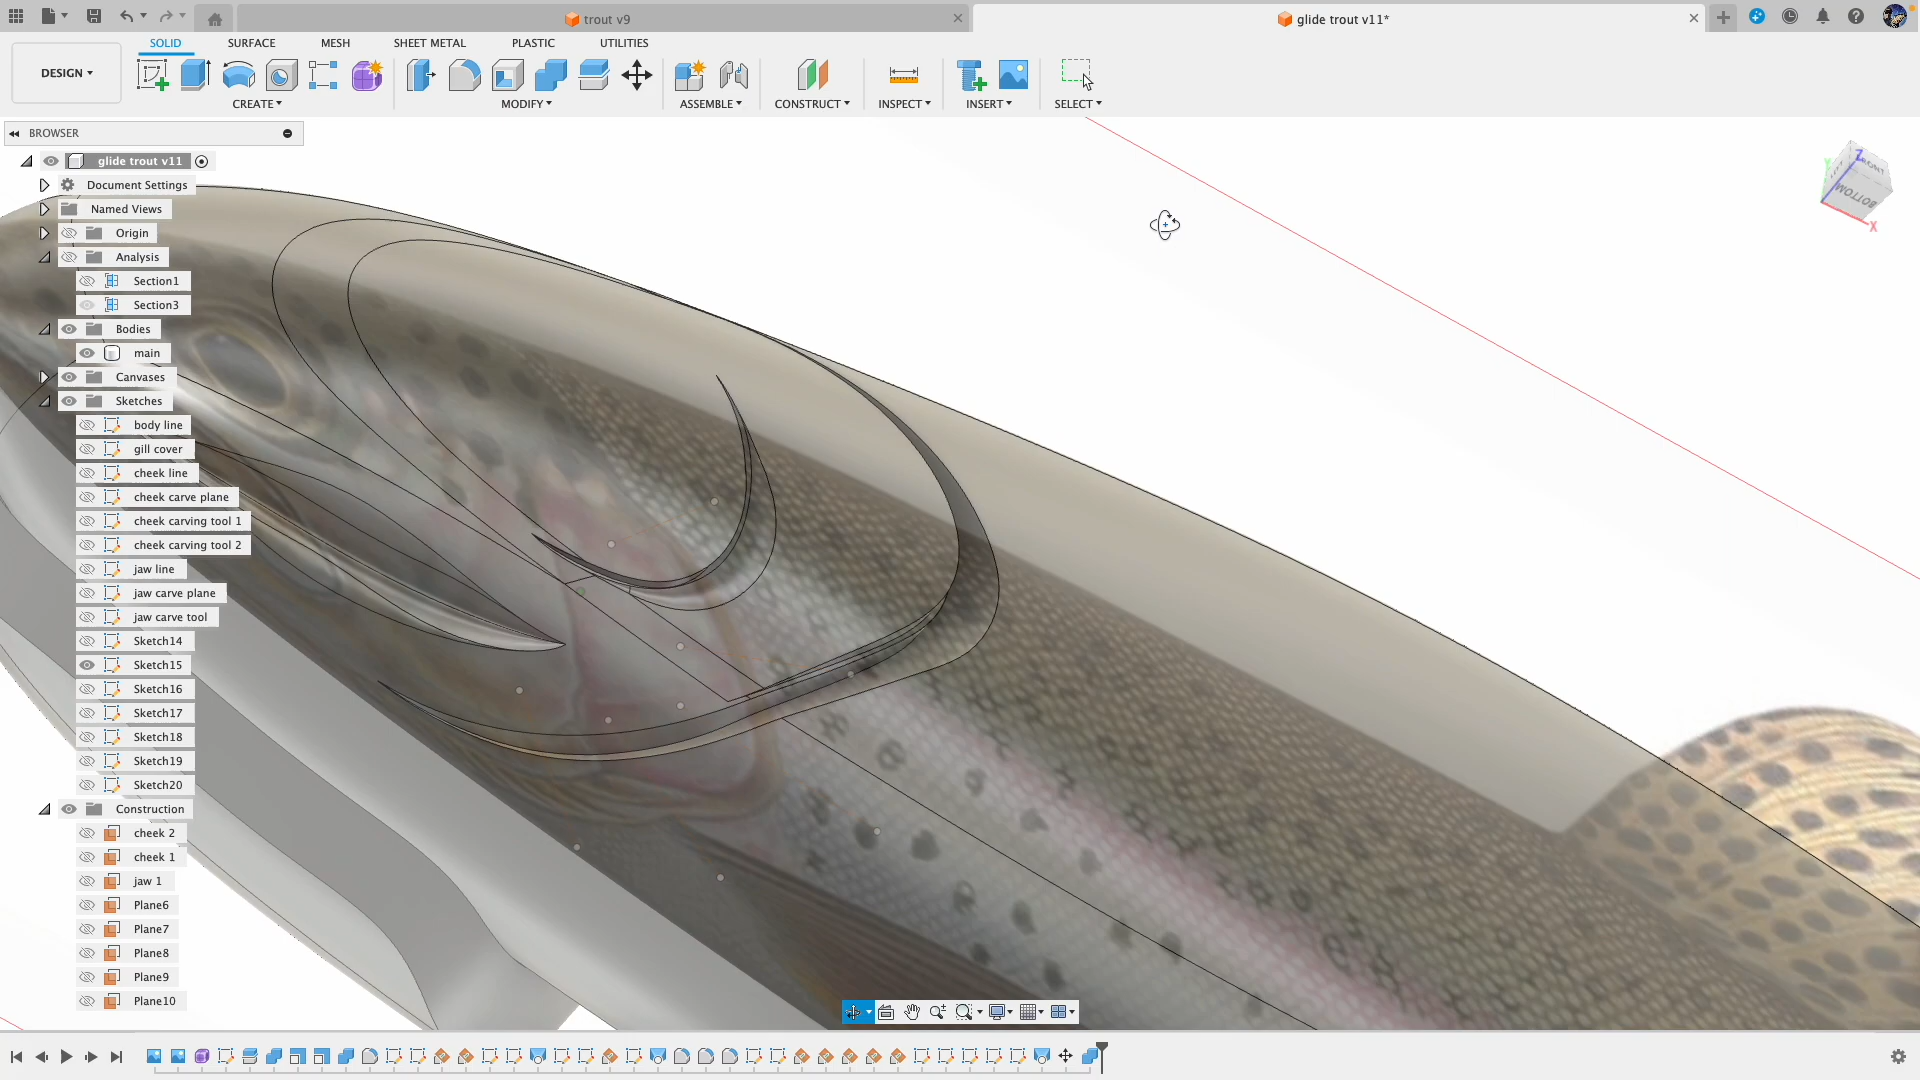 trout v9
glide trout v11*
DESIGN
SOLID
SURFACE
MESH
SHEET METAL
PLASTIC
UTILITIES
CREATE
MODIFY
ASSEMBLE
CONSTRUCT
INSPECT
INSERT
SELECT
BROWSER
glide trout v11
Document Settings
Named Views
Origin
Analysis
Section1
Section3
Bodies
main
Canvases
Sketches
body line
gill cover
cheek line
cheek carve plane
cheek carving tool 1
cheek carving tool 2
jaw line
jaw carve plane
jaw carve tool
Sketch14
Sketch15
Sketch16
Sketch17
Sketch18
Sketch19
Sketch20
Construction
cheek 2
cheek 1
jaw 1
Plane6
Plane7
Plane8
Plane9
Plane10
Z
BOTTOM
X